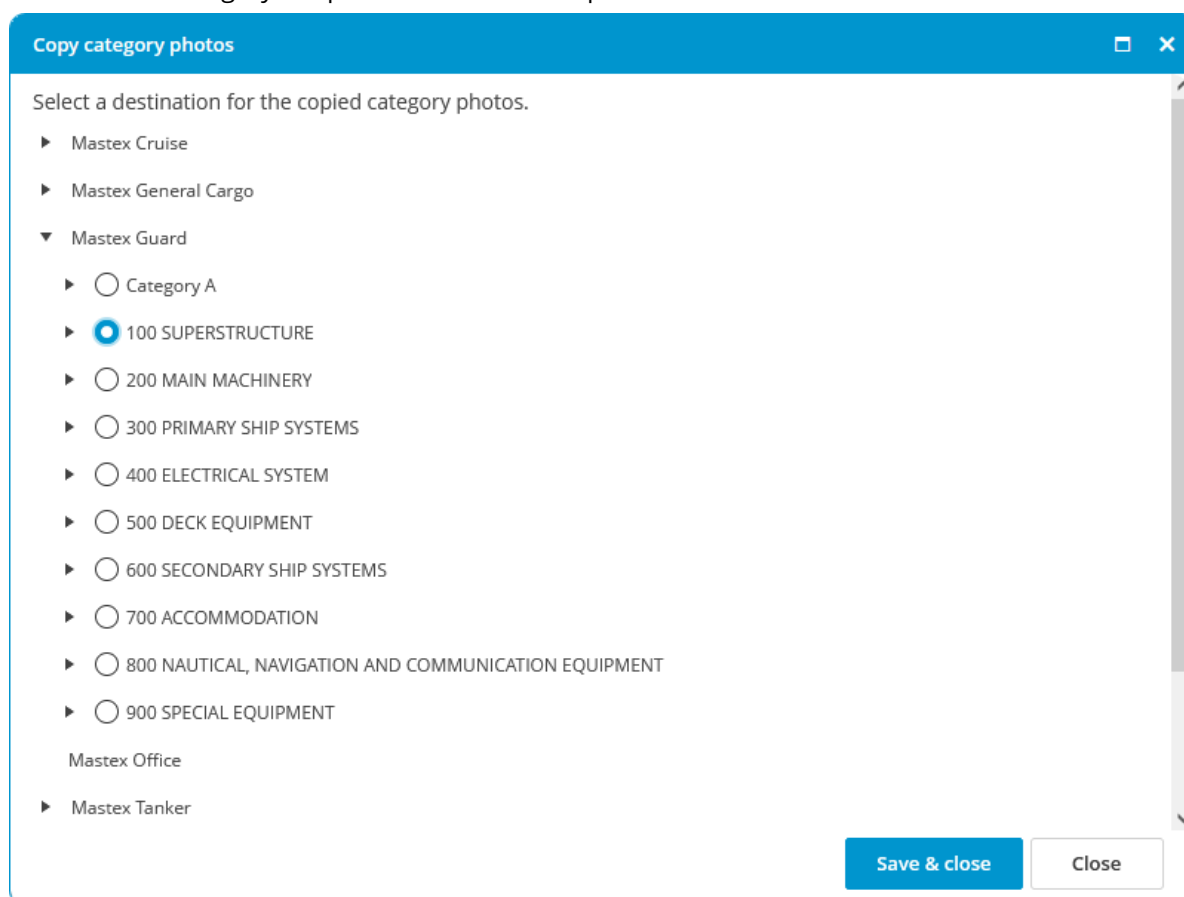 Copy category photos
Select a destination for the copied category photos.
Mastex Cruise
Mastex General Cargo
Mastex Guard
Category A
100 SUPERSTRUCTURE
200 MAIN MACHINERY
300 PRIMARY SHIP SYSTEMS
400 ELECTRICAL SYSTEM
500 DECK EQUIPMENT
600 SECONDARY SHIP SYSTEMS
700 ACCOMMODATION
800 NAUTICAL, NAVIGATION AND COMMUNICATION EQUIPMENT
900 SPECIAL EQUIPMENT
Mastex Office
Mastex Tanker
Save & close Close